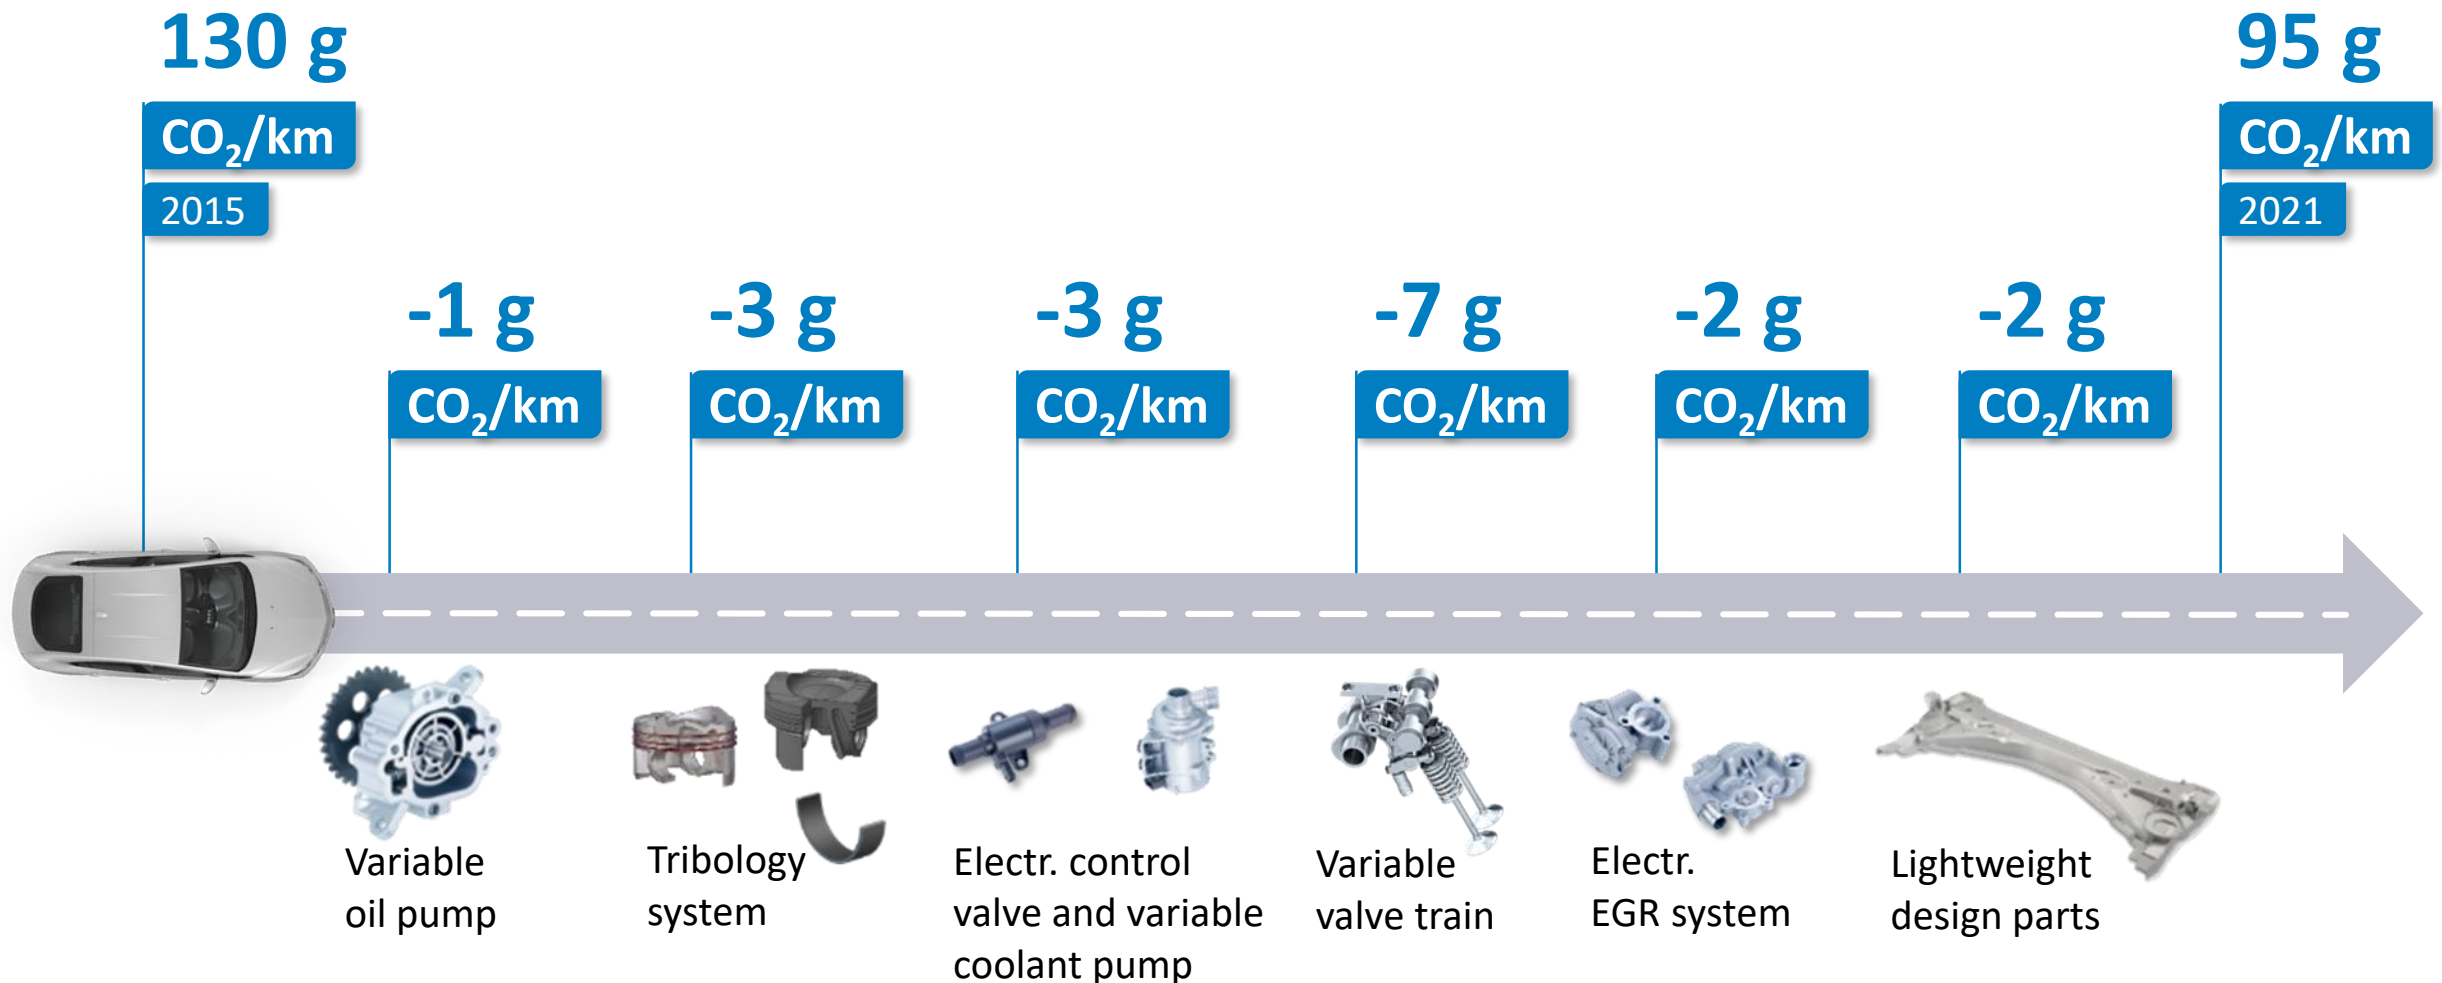 130 g
CO₂/km
2015
95 g
CO₂/km
2021
-1 g
CO₂/km
-3 g
CO₂/km
-3 g
CO₂/km
-7 g
CO₂/km
-2 g
CO₂/km
-2 g
CO₂/km
Variable
oil pump
Tribology
system
Electr. control
valve and variable
coolant pump
Variable
valve train
Electr.
EGR system
Lightweight
design parts